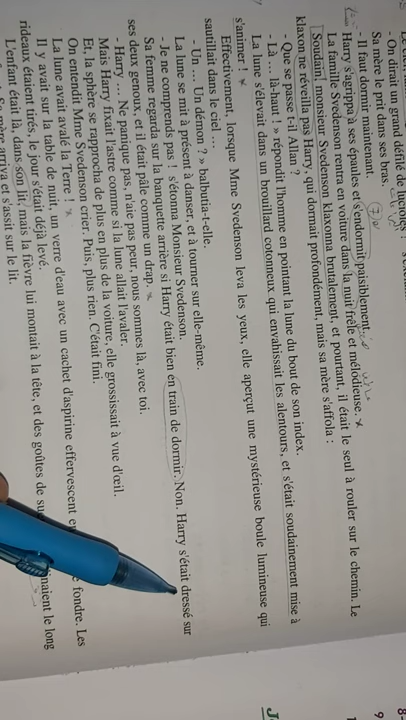 - On dirait un grand défilé de lucioles !
Sa mère le prit dans ses bras.
- Il faut dormir maintenant.
Harry s'agrippa à ses épaules et s'endormit paisiblement.
La famille Svedenson rentra en voiture dans la nuit frêle et mélodieuse.
Soudain, monsieur Svedenson klaxonna brutalement, et pourtant, il était le seul à rouler sur le chemin. Le
klaxon ne réveilla pas Harry, qui dormait profondément, mais sa mère s'affola :
- Que se passe t-il Allan ?
- Là … là-haut ! » répondit l'homme en pointant la lune du bout de son index.
La lune s'élevait dans un brouillard cotonneux qui envahissait les alentours, et s'était soudainement mise à
s'animer !
Effectivement, lorsque Mme Svedenson leva les yeux, elle aperçut une mystérieuse boule lumineuse qui
sautillait dans le ciel …
- Un … Un démon ? » balbutia-t-elle.
La lune se mit à présent à danser, et à tourner sur elle-même.
- Je ne comprends pas ! s'étonna Monsieur Svedenson.
Sa femme regarda sur la banquette arrière si Harry était bien en train de dormir. Non. Harry s'était dressé sur
ses deux genoux, et il était pâle comme un drap.
- Harry … Ne panique pas, n'aie pas peur, nous sommes là, avec toi.
Mais Harry fixait l'astre comme si la lune allait l'avaler.
Et, la sphère se rapprocha de plus en plus de la voiture, elle grossissait à vue d'œil.
On entendit Mme Svedenson crier. Puis, plus rien. C'était fini.
La lune avait avalé la Terre !
Il y avait sur la table de nuit, un verre d'eau avec un cachet d'aspirine effervescent fondre. Les
rideaux étaient tirés, le jour s'était déjà levé.
L'enfant était là, dans son lit, mais la fièvre lui montait à la tête, et des goûtes de le long
mère arriva et s'assit sur le lit.
8
9